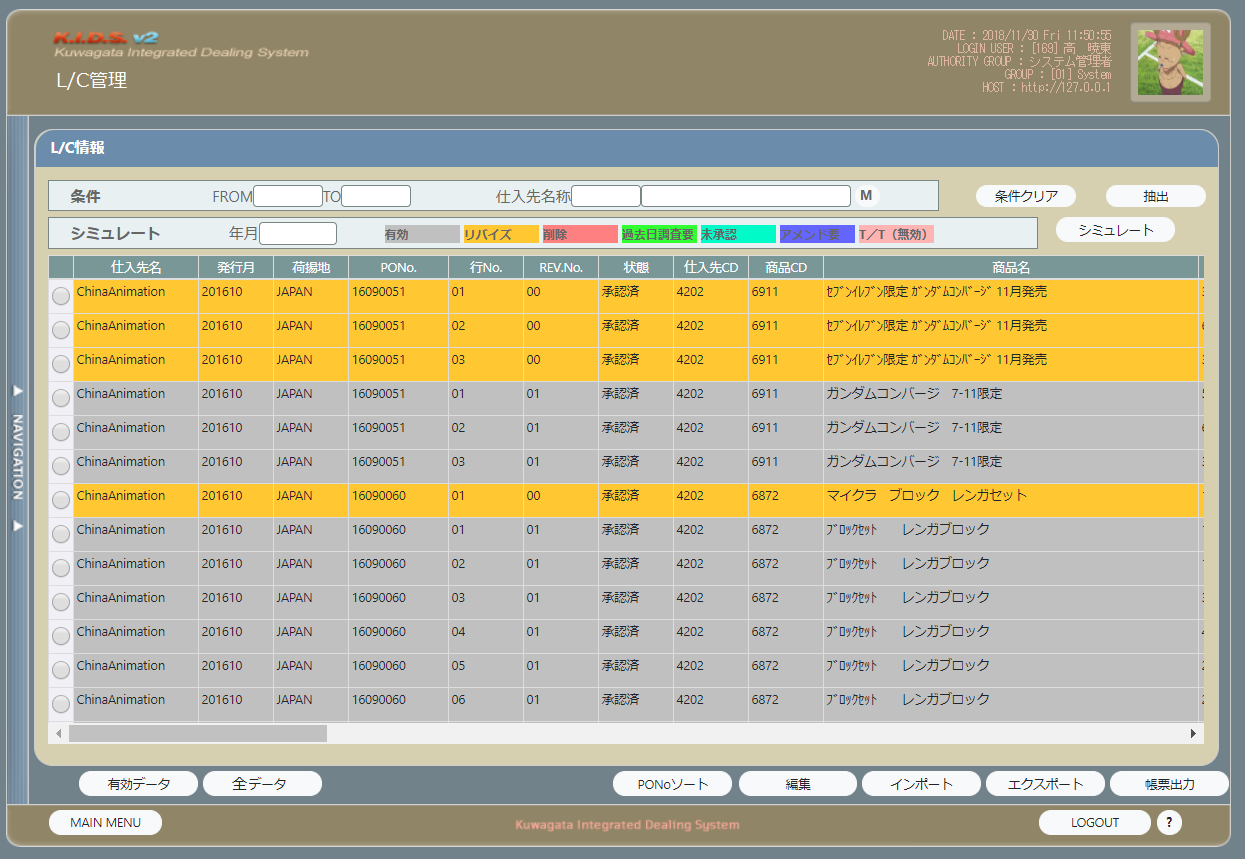 K.I.D.S. v2
Kuwagata Integrated Dealing System
L/C管理
DATE : 2018/11/30 Fri 11:50:55
LOGIN USER : [169] 高　暁東
AUTHORITY GROUP : システム管理者
GROUP : [01] System
HOST : http://127.0.0.1
L/C情報
条件 FROM TO 仕入先名称 M 条件クリア 抽出
シミュレート 年月 有効 リバイズ 削除 過去日調査要 未承認 アメンド要 T／T（無効） シミュレート
仕入先名 発行月 荷揚地 PONo. 行No. REV.No. 状態 仕入先CD 商品CD 商品名
ChinaAnimation 201610 JAPAN 16090051 01 00 承認済 4202 6911 ｾﾌﾞﾝｲﾚﾌﾞﾝ限定 ｶﾞﾝﾀﾞﾑｺﾝﾊﾞｰｼﾞ 11月発売
ChinaAnimation 201610 JAPAN 16090051 02 00 承認済 4202 6911 ｾﾌﾞﾝｲﾚﾌﾞﾝ限定 ｶﾞﾝﾀﾞﾑｺﾝﾊﾞｰｼﾞ 11月発売
ChinaAnimation 201610 JAPAN 16090051 03 00 承認済 4202 6911 ｾﾌﾞﾝｲﾚﾌﾞﾝ限定 ｶﾞﾝﾀﾞﾑｺﾝﾊﾞｰｼﾞ 11月発売
ChinaAnimation 201610 JAPAN 16090051 01 01 承認済 4202 6911 ガンダムコンバージ　7-11限定
ChinaAnimation 201610 JAPAN 16090051 02 01 承認済 4202 6911 ガンダムコンバージ　7-11限定
ChinaAnimation 201610 JAPAN 16090051 03 01 承認済 4202 6911 ガンダムコンバージ　7-11限定
ChinaAnimation 201610 JAPAN 16090060 01 00 承認済 4202 6872 マイクラ　ブロック　レンガセット
ChinaAnimation 201610 JAPAN 16090060 01 01 承認済 4202 6872 ﾌﾞﾛｯｸｾｯﾄ　　レンガブロック
ChinaAnimation 201610 JAPAN 16090060 02 01 承認済 4202 6872 ﾌﾞﾛｯｸｾｯﾄ　　レンガブロック
ChinaAnimation 201610 JAPAN 16090060 03 01 承認済 4202 6872 ﾌﾞﾛｯｸｾｯﾄ　　レンガブロック
ChinaAnimation 201610 JAPAN 16090060 04 01 承認済 4202 6872 ﾌﾞﾛｯｸｾｯﾄ　　レンガブロック
ChinaAnimation 201610 JAPAN 16090060 05 01 承認済 4202 6872 ﾌﾞﾛｯｸｾｯﾄ　　レンガブロック
ChinaAnimation 201610 JAPAN 16090060 06 01 承認済 4202 6872 ﾌﾞﾛｯｸｾｯﾄ　　レンガブロック
NAVIGATION
有効データ 全データ PONoソート 編集 インポート エクスポート 帳票出力
MAIN MENU Kuwagata Integrated Dealing System LOGOUT ?